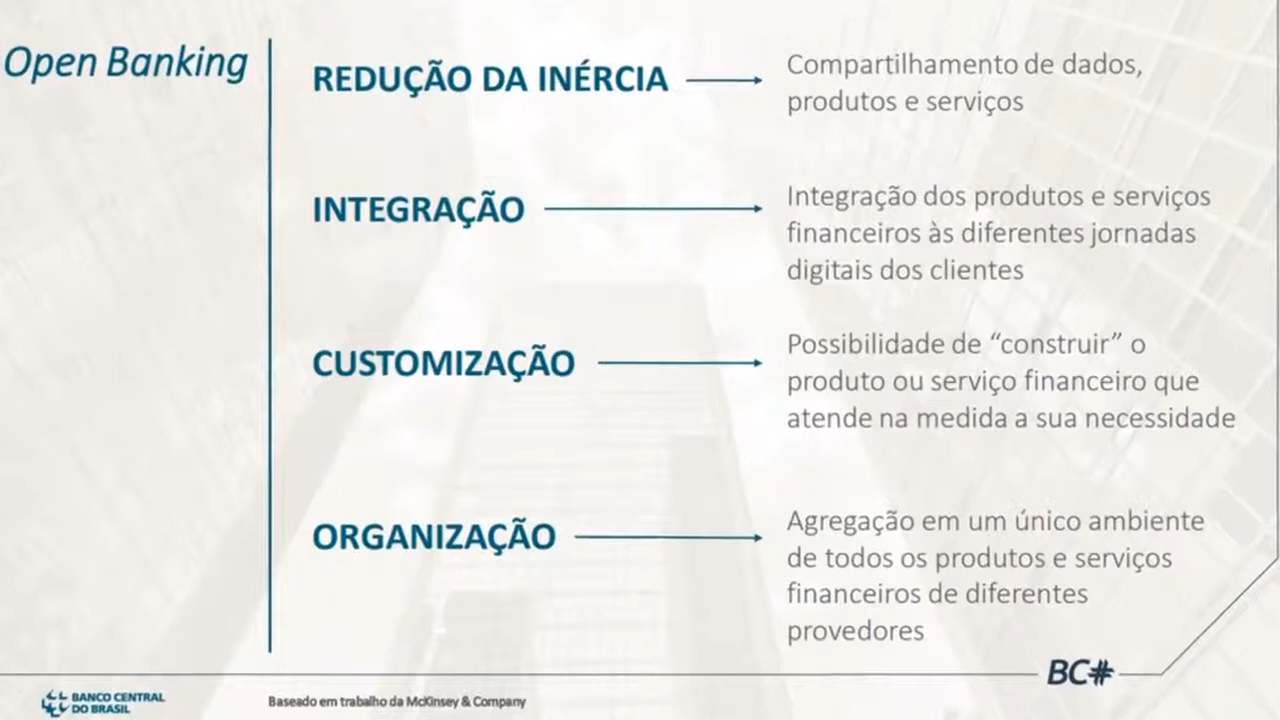 Open Banking
REDUÇÃO DA INÉRCIA
Compartilhamento de dados,
produtos e serviços
INTEGRAÇÃO
Integração dos produtos e serviços
financeiros às diferentes jornadas
digitais dos clientes
CUSTOMIZAÇÃO
Possibilidade de “construir” o
produto ou serviço financeiro que
atende na medida a sua necessidade
ORGANIZAÇÃO
Agregação em um único ambiente
de todos os produtos e serviços
financeiros de diferentes
provedores
BC#
BANCO CENTRAL
DO BRASIL
Baseado em trabalho da McKinsey & Company